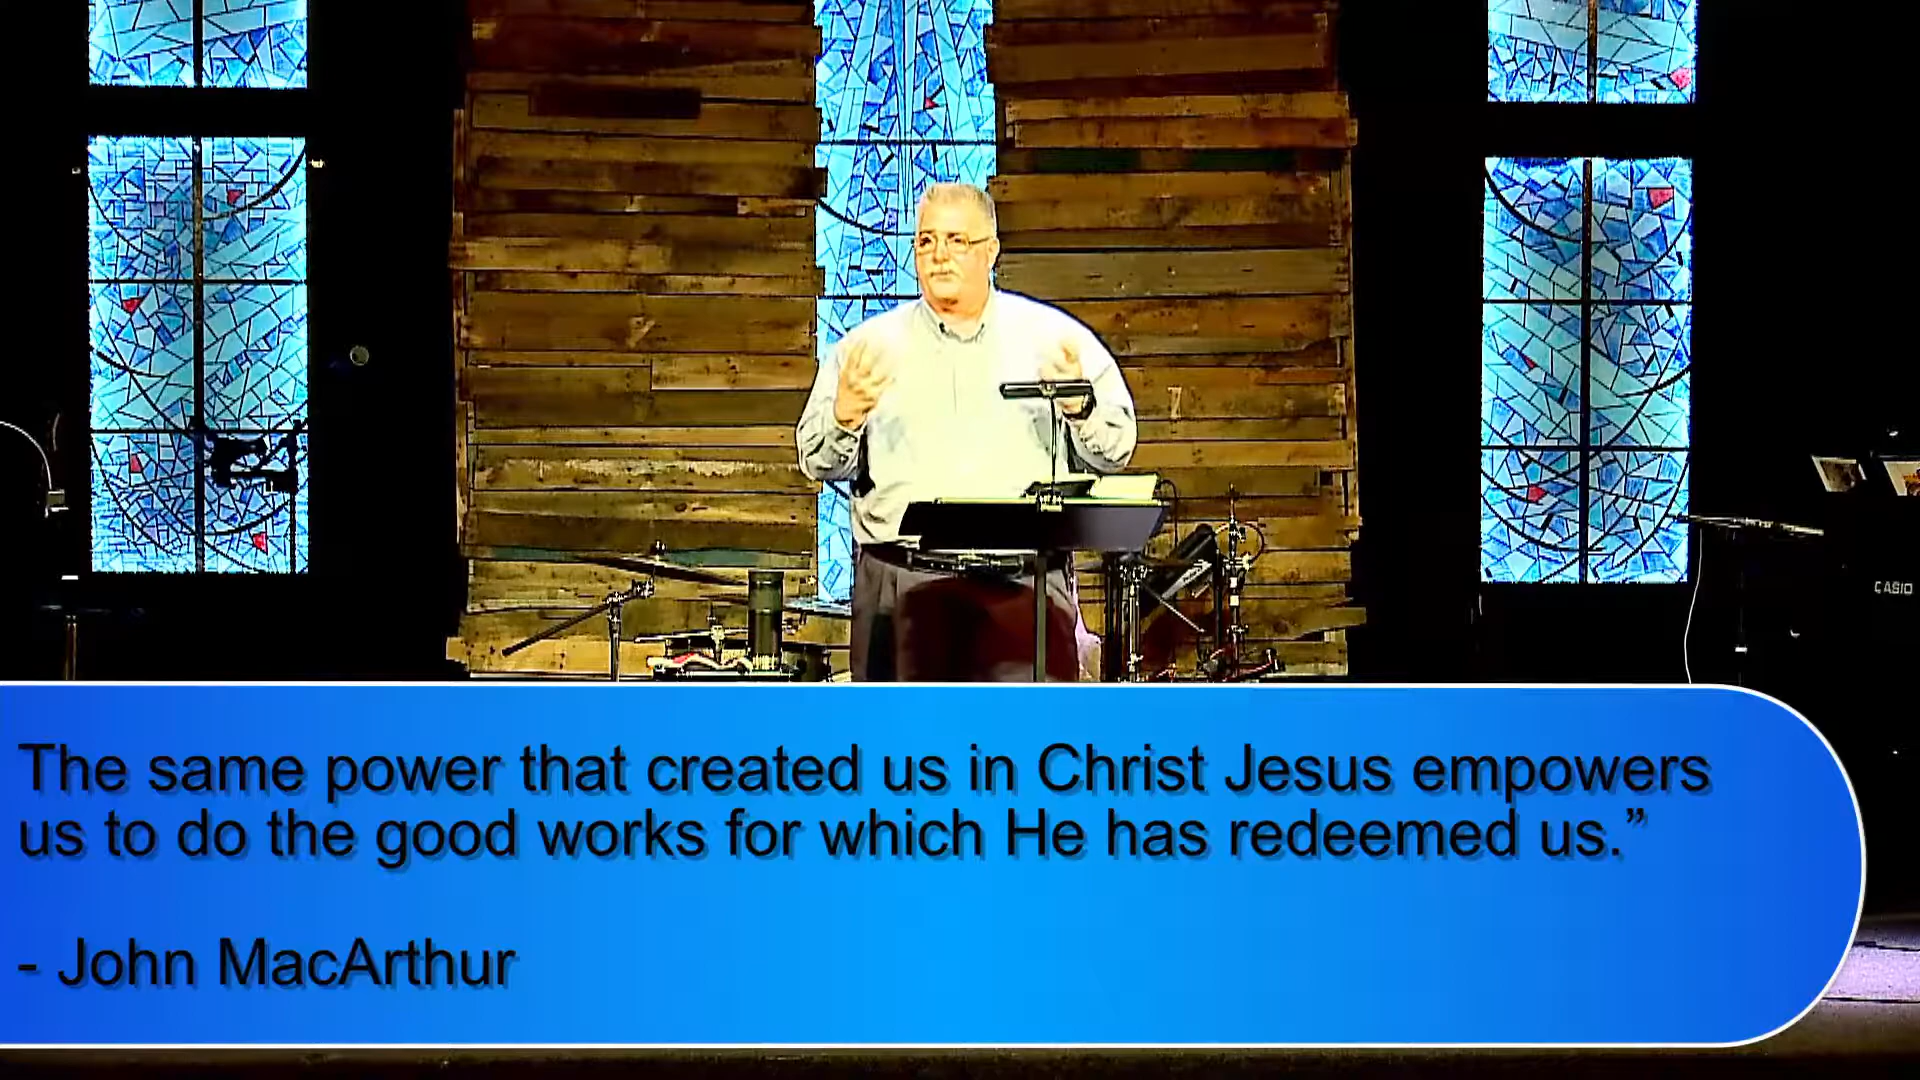 CASIO
The same power that created us in Christ Jesus empowers
us to do the good works for which He has redeemed us.”
- John MacArthur